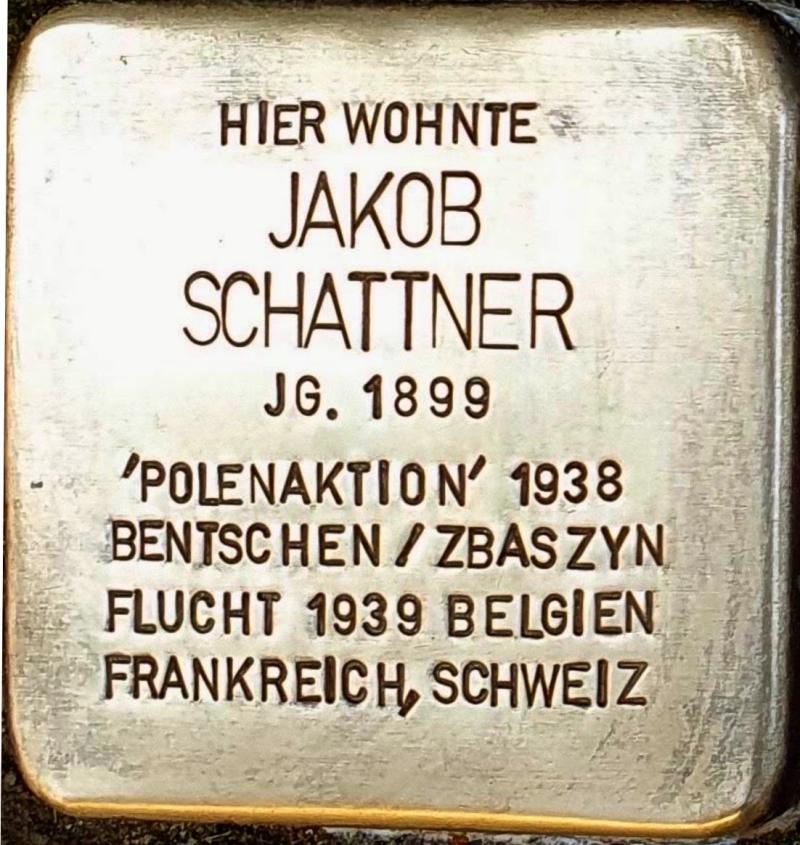 HIER WOHNTE
JAKOB
SCHATTNER
JG. 1899
'POLENAKTION' 1938
BENTSCHEN / ZBASZYN
FLUCHT 1939 BELGIEN
FRANKREICH, SCHWEIZ